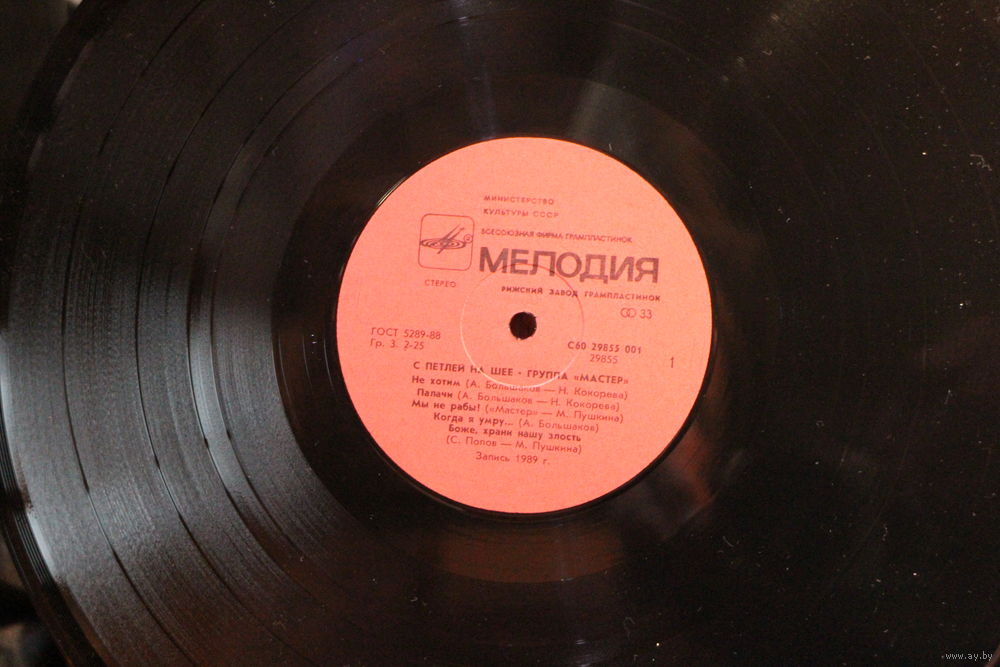 МИНИСТЕРСТВО
КУЛЬТУРЫ СССР
ВСЕСОЮЗНАЯ ФИРМА ГРАМПЛАСТИНОК
МЕЛОДИЯ
СТЕРЕО
РИЖСКИЙ ЗАВОД ГРАМПЛАСТИНОК
33
ГОСТ 5289-88
Гр. 3. 2-25
С60 29855 001
29855
1
С ПЕТЛЕЙ НА ШЕЕ • ГРУППА «МАСТЕР»
Не хотим (А. Большаков — Н. Кокорева)
Палачи (А. Большаков — Н. Кокорева)
Мы не рабы! («Мастер» — М. Пушкина)
Когда я умру... (А. Большаков)
Боже, храни нашу злость
(С. Попов — М. Пушкина)
Запись 1989 г.
www.ay.by